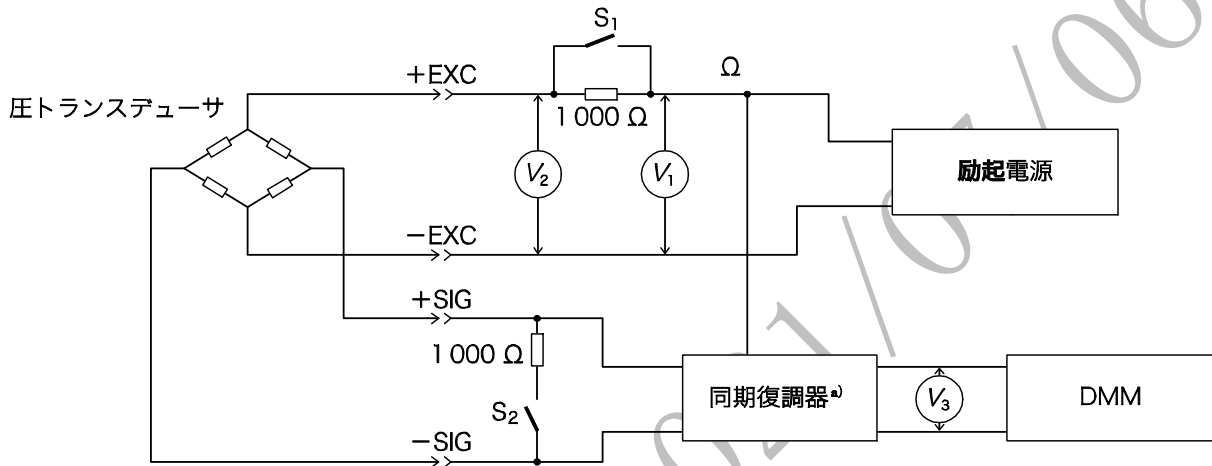 S₁
+EXC
Ω
圧トランスデューサ
1 000 Ω
V₂
V₁
励起電源
−EXC
+SIG
1 000 Ω
同期復調器ᵃ⁾
V₃
DMM
S₂
−SIG